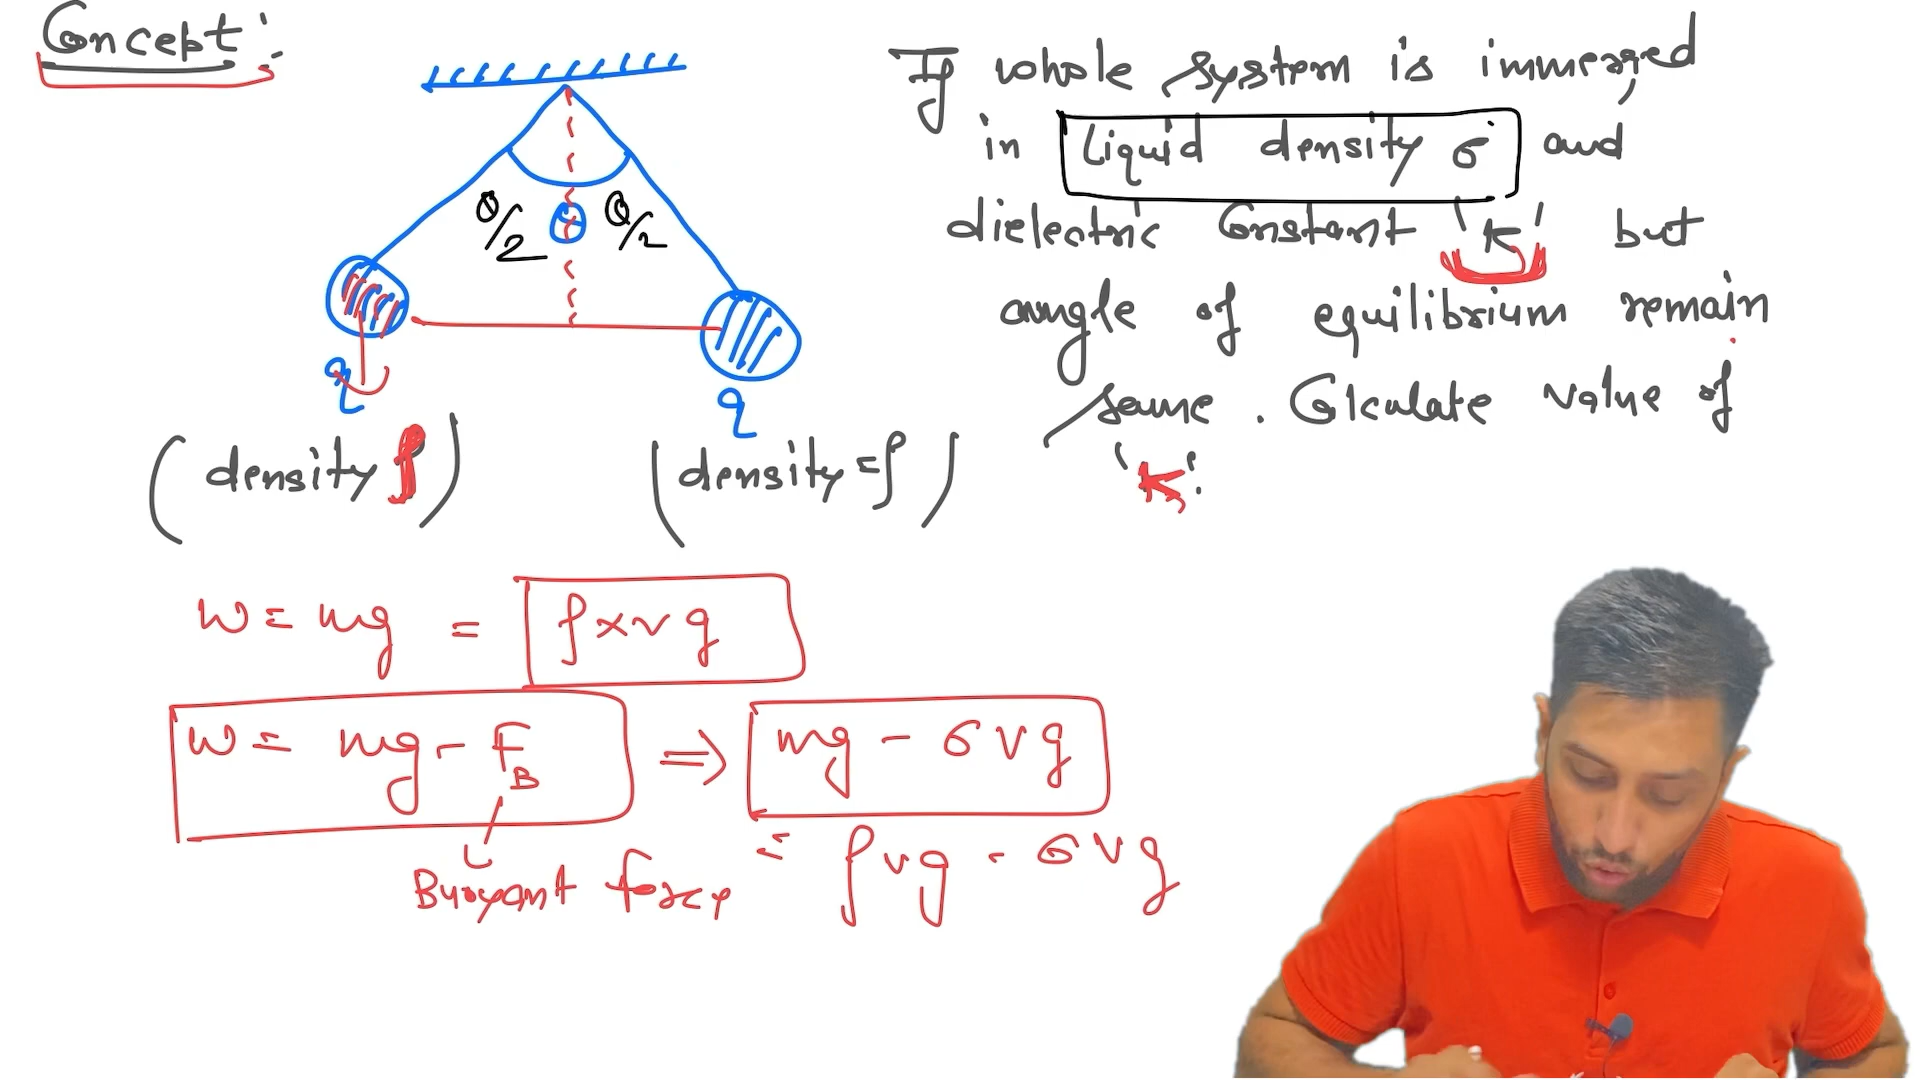 Concept :
If whole system is immersed
in liquid density σ and
dielectric constant 'K' but
angle of equilibrium remain
same. Calculate value of
'K'.
θ/2 θ θ/2
q q
(density ρ) (density = ρ)
W = mg = ρ x v g
W = mg - F_B ⇒ mg - σ v g
Buoyant force = ρ v g - σ v g